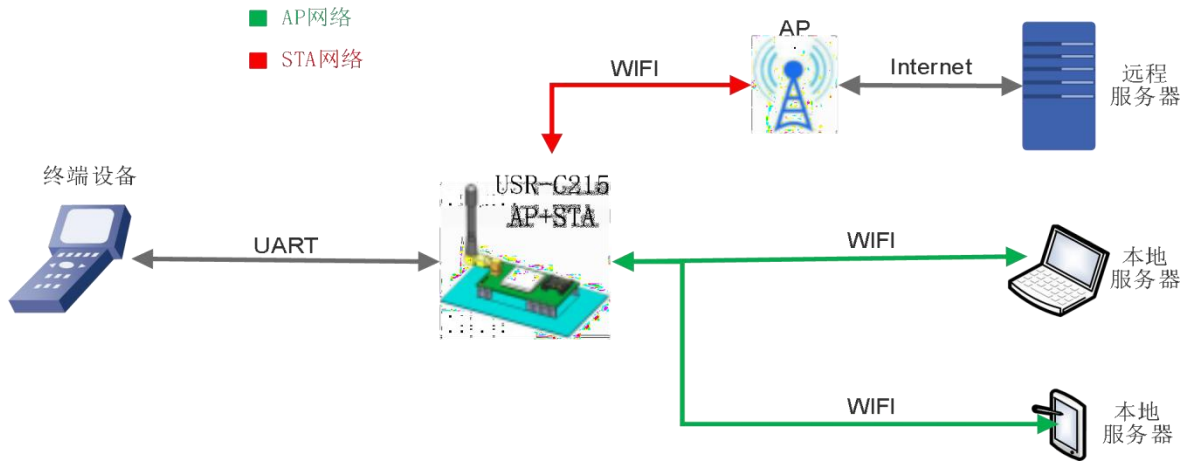 AP网络
STA网络
AP
WIFI
Internet
远程
服务器
终端设备
USR-C215
AP+STA
UART
WIFI
本地
服务器
WIFI
本地
服务器